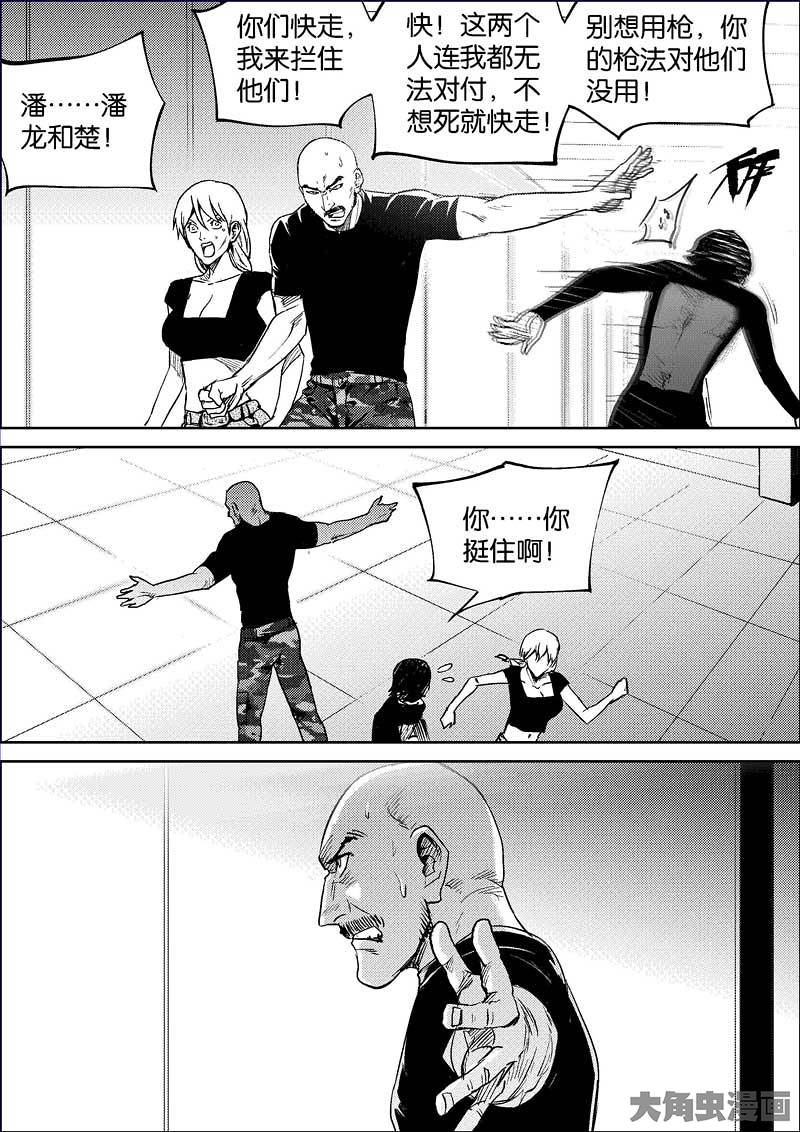 潘……潘
龙和楚！
你们快走，
我来拦住
他们！
快！这两个
人连我都无
法对付，不
想死就快走！
别想用枪，你
的枪法对他们
没用！
你……你
挺住啊！
大角虫漫画